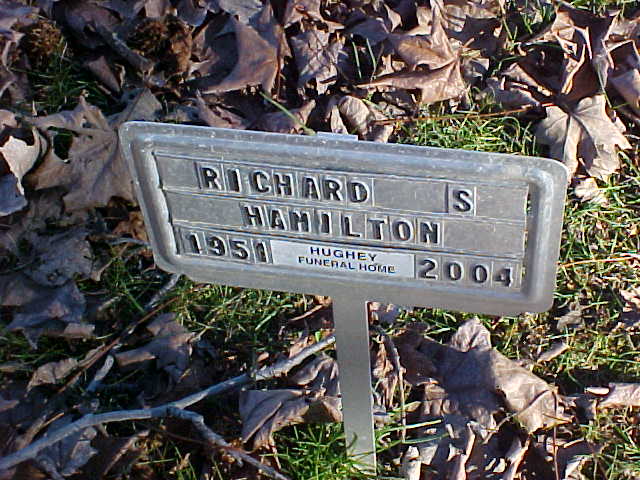 RICHARD S
HAMILTON
1951 HUGHEY FUNERAL HOME 2004